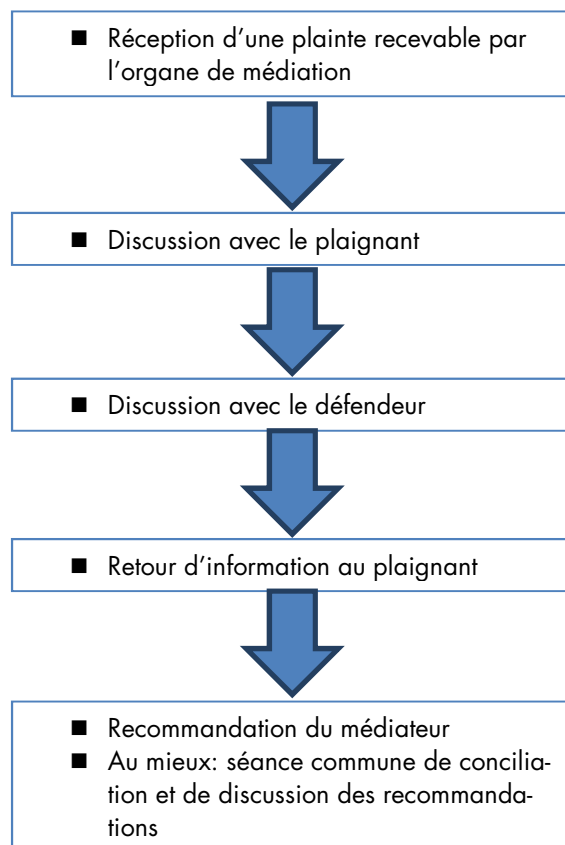 ■ Réception d’une plainte recevable par
l’organe de médiation
■ Discussion avec le plaignant
■ Discussion avec le défendeur
■ Retour d’information au plaignant
■ Recommandation du médiateur
■ Au mieux: séance commune de concilia-
tion et de discussion des recommanda-
tions